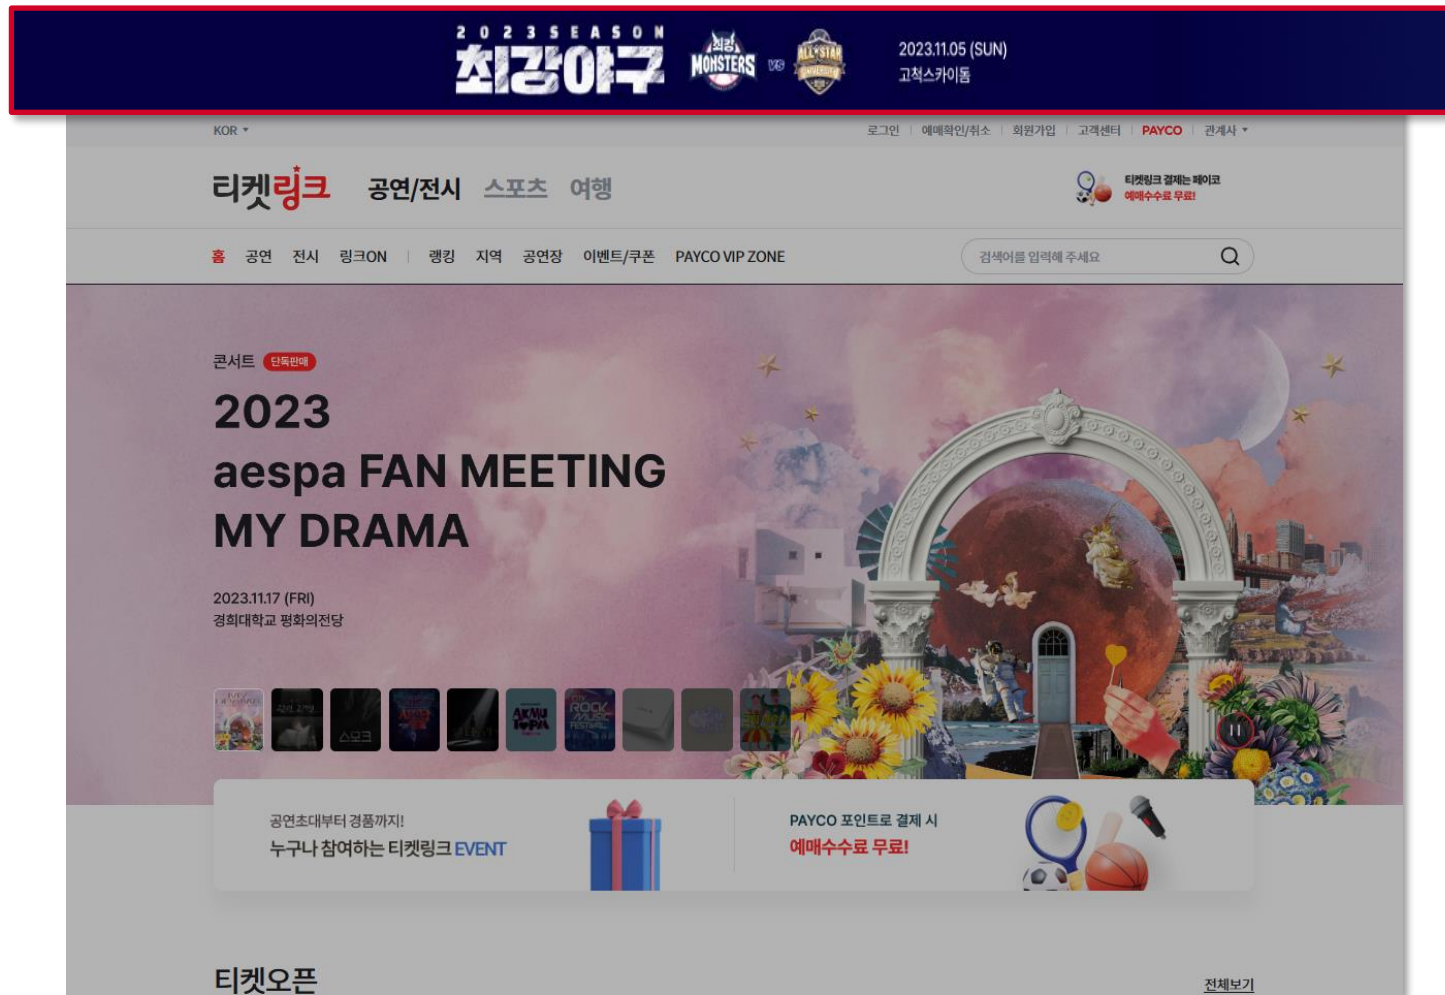 2023 SEASON
최강야구
최강
MONSTERS
VS
ALL★STAR
2023.11.05 (SUN)
고척스카이돔
KOR
로그인 예매확인/취소 회원가입 고객센터 PAYCO 관계사
티켓링크
공연/전시 스포츠 여행
티켓링크 결제는 페이코
예매수수료 무료!
홈 공연 전시 링크ON 랭킹 지역 공연장 이벤트/쿠폰 PAYCO VIP ZONE
검색어를 입력해 주세요
콘서트 단독판매
2023
aespa FAN MEETING
MY DRAMA
2023.11.17 (FRI)
경희대학교 평화의전당
스모크
AKMU
ROCK
MUSIC
FESTIVAL
공연초대부터 경품까지!
누구나 참여하는 티켓링크 EVENT
PAYCO 포인트로 결제 시
예매수수료 무료!
티켓오픈
전체보기